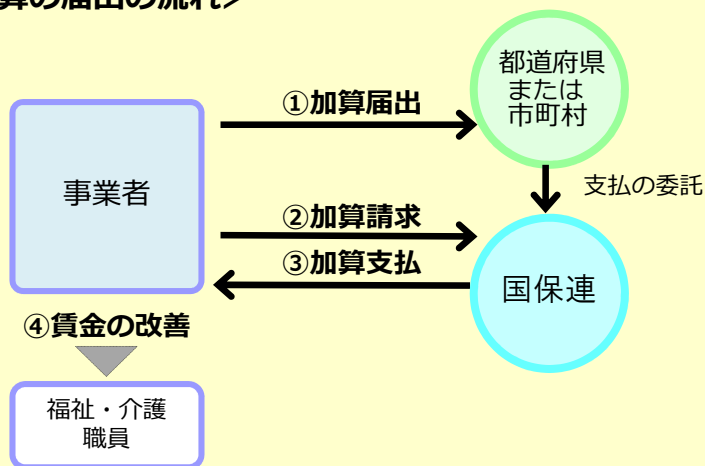 算の届出の流れ>
都道府県
または
市町村
①加算届出
事業者
支払の委託
②加算請求
③加算支払
国保連
④賃金の改善
福祉・介護
職員